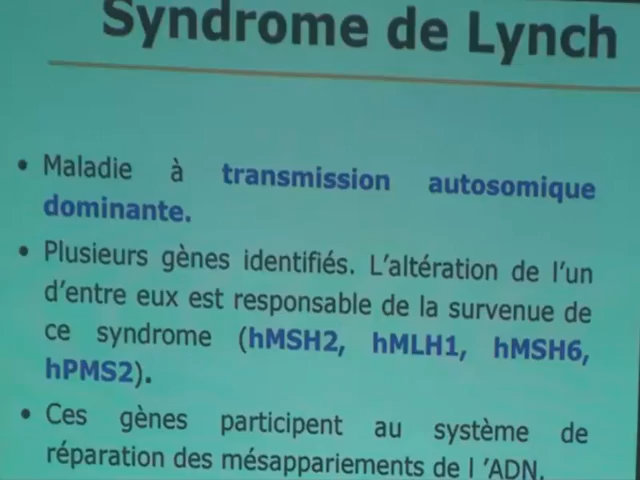 Syndrome de Lynch
• Maladie à transmission autosomique
dominante.
• Plusieurs gènes identifiés. L'altération de l'un
d'entre eux est responsable de la survenue de
ce syndrome (hMSH2, hMLH1, hMSH6,
hPMS2).
• Ces gènes participent au système de
réparation des mésappariements de l 'ADN.